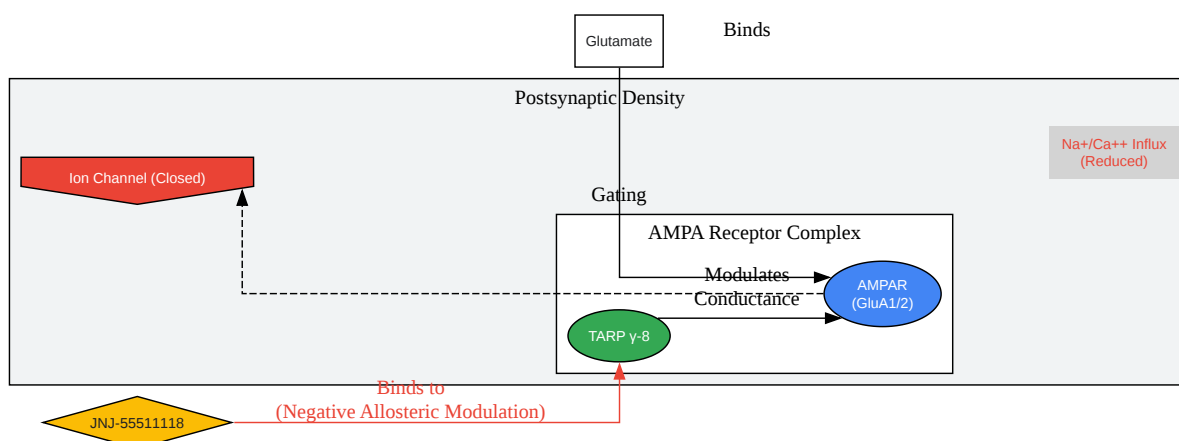 Glutamate
Binds
Postsynaptic Density
Na+/Ca++ Influx
(Reduced)
Ion Channel (Closed)
Gating
AMPA Receptor Complex
Modulates
Conductance
AMPAR
(GluA1/2)
TARP γ-8
Binds to
(Negative Allosteric Modulation)
JNJ-55511118